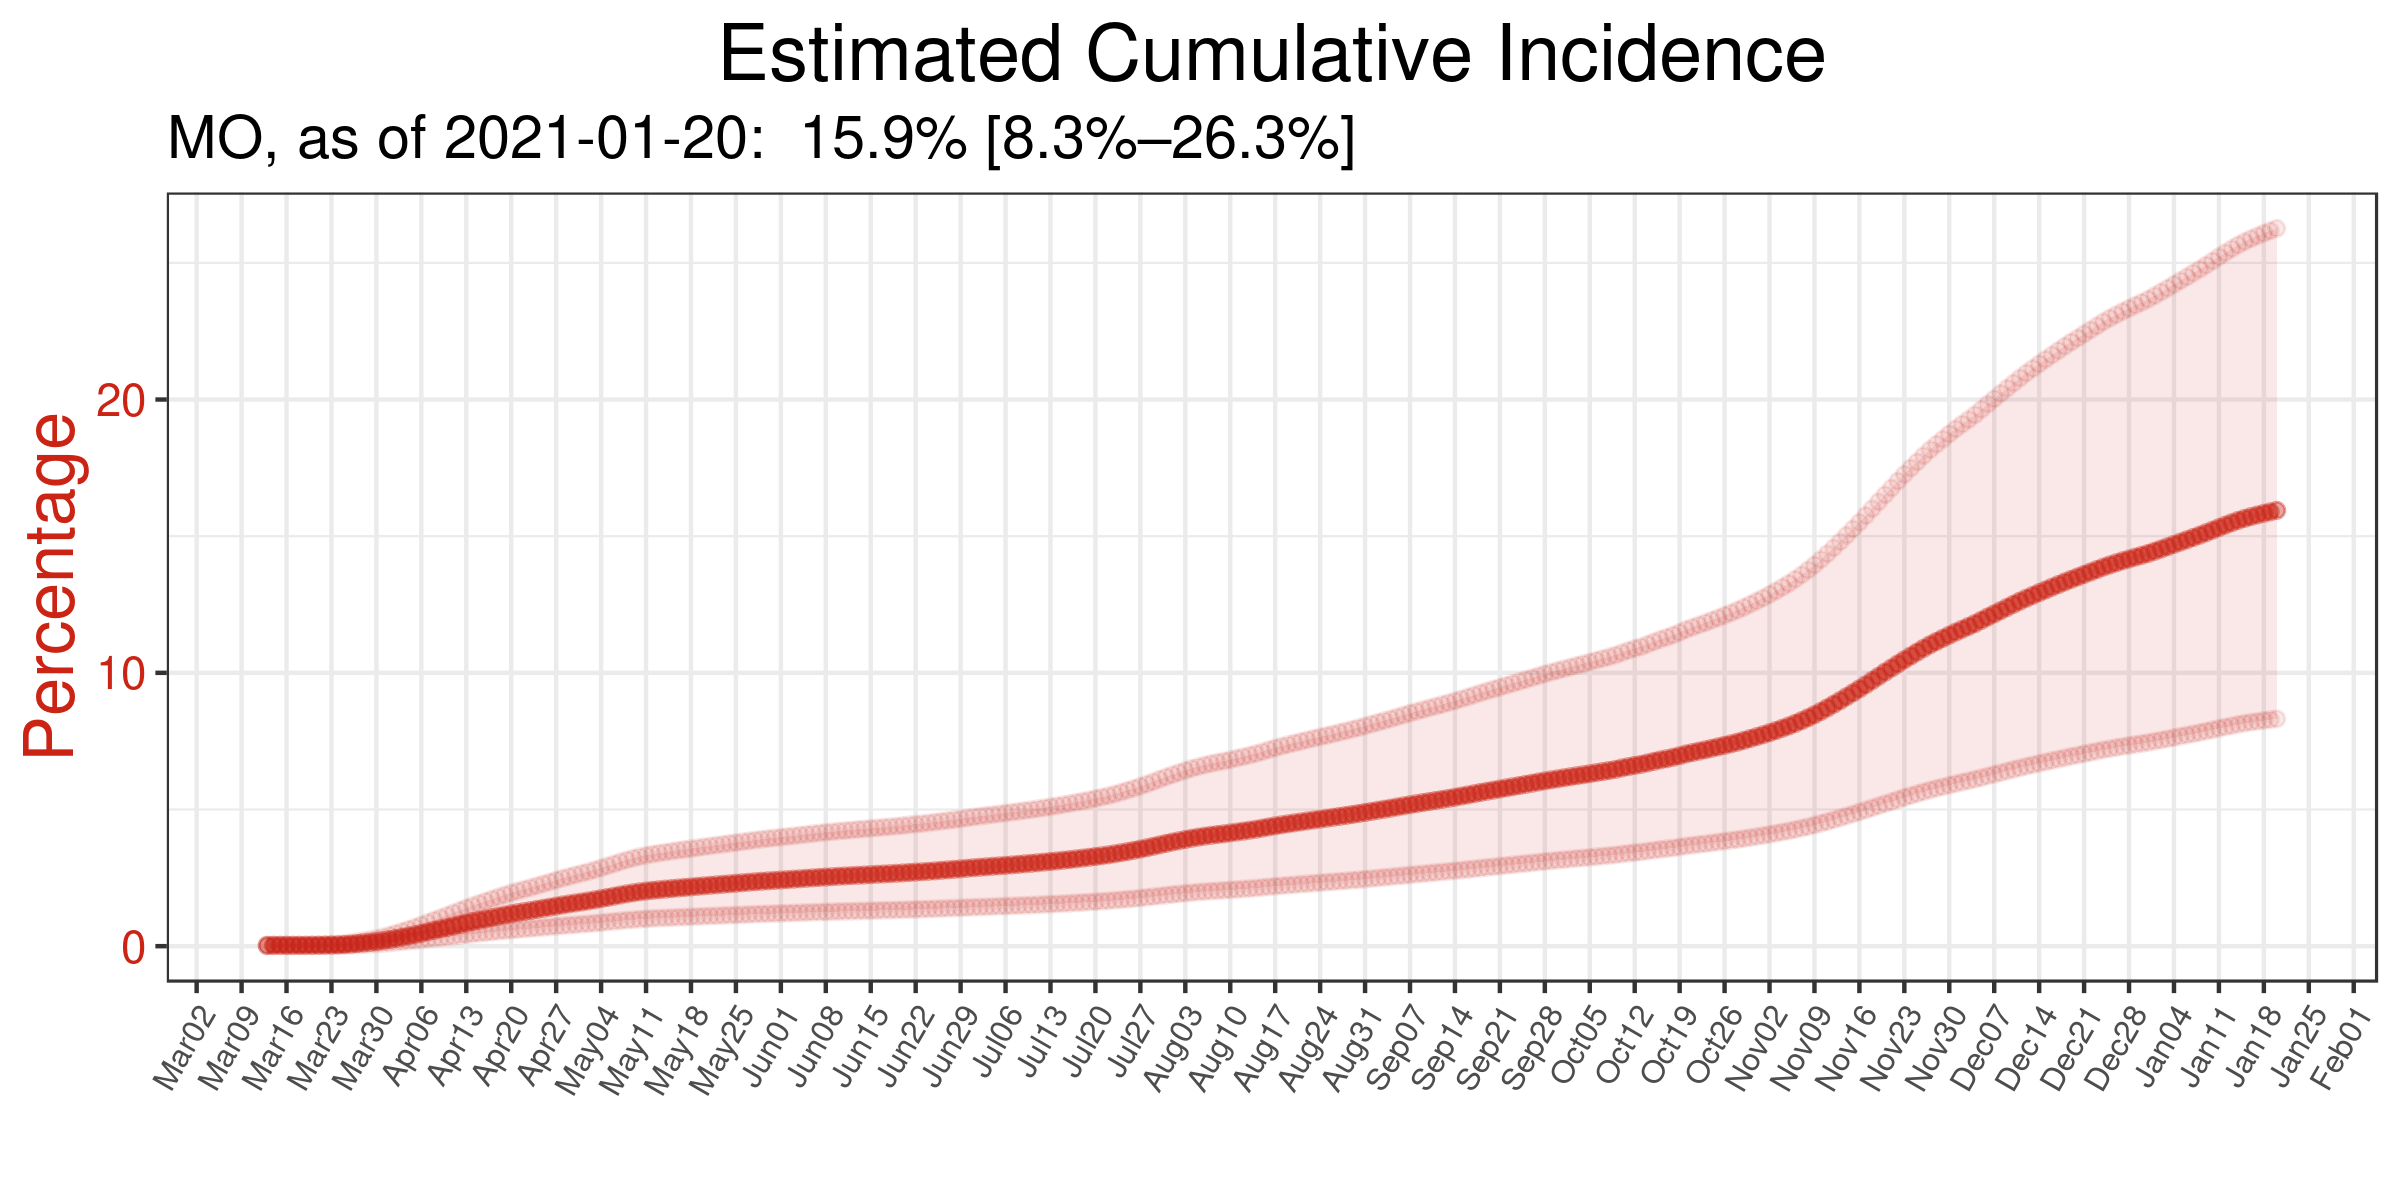 Estimated Cumulative Incidence
MO, as of 2021-01-20:  15.9% [8.3%–26.3%]
Percentage
20
10
0
Mar02
Mar09
Mar16
Mar23
Mar30
Apr06
Apr13
Apr20
Apr27
May04
May11
May18
May25
Jun01
Jun08
Jun15
Jun22
Jun29
Jul06
Jul13
Jul20
Jul27
Aug03
Aug10
Aug17
Aug24
Aug31
Sep07
Sep14
Sep21
Sep28
Oct05
Oct12
Oct19
Oct26
Nov02
Nov09
Nov16
Nov23
Nov30
Dec07
Dec14
Dec21
Dec28
Jan04
Jan11
Jan18
Jan25
Feb01